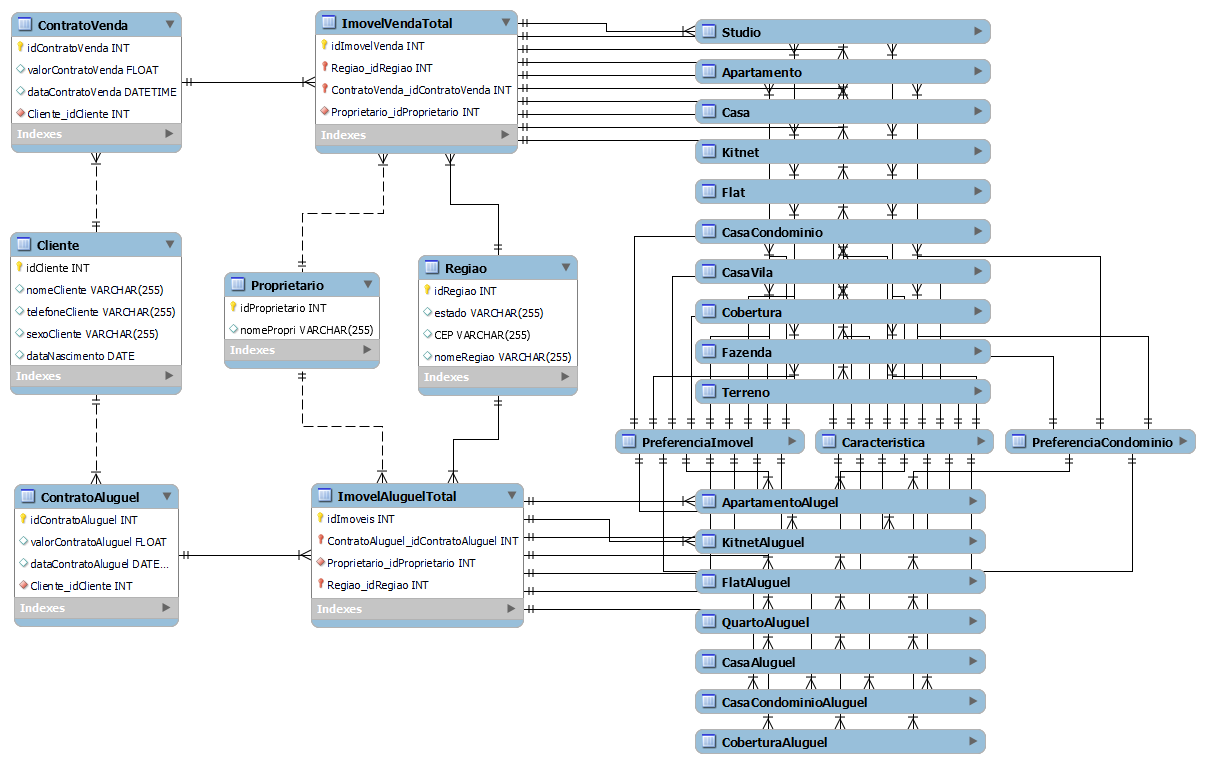 ContratoVenda
idContratoVenda INT
valorContratoVenda FLOAT
dataContratoVenda DATETIME
Cliente_idCliente INT
Indexes
ImovelVendaTotal
idImovelVenda INT
Regiao_idRegiao INT
ContratoVenda_idContratoVenda INT
Proprietario_idProprietario INT
Indexes
Cliente
idCliente INT
nomeCliente VARCHAR(255)
telefoneCliente VARCHAR(255)
sexoCliente VARCHAR(255)
dataNascimento DATE
Indexes
Proprietario
idProprietario INT
nomePropri VARCHAR(255)
Indexes
Regiao
idRegiao INT
estado VARCHAR(255)
CEP VARCHAR(255)
nomeRegiao VARCHAR(255)
Indexes
ContratoAluguel
idContratoAluguel INT
valorContratoAluguel FLOAT
dataContratoAluguel DATE...
Cliente_idCliente INT
Indexes
ImovelAluguelTotal
idImoveis INT
ContratoAluguel_idContratoAluguel INT
Proprietario_idProprietario INT
Regiao_idRegiao INT
Indexes
Studio
Apartamento
Casa
Kitnet
Flat
CasaCondominio
CasaVila
Cobertura
Fazenda
Terreno
PreferenciaImovel
Caracteristica
PreferenciaCondominio
ApartamentoAlugel
KitnetAluguel
FlatAluguel
QuartoAluguel
CasaAluguel
CasaCondominioAluguel
CoberturaAluguel